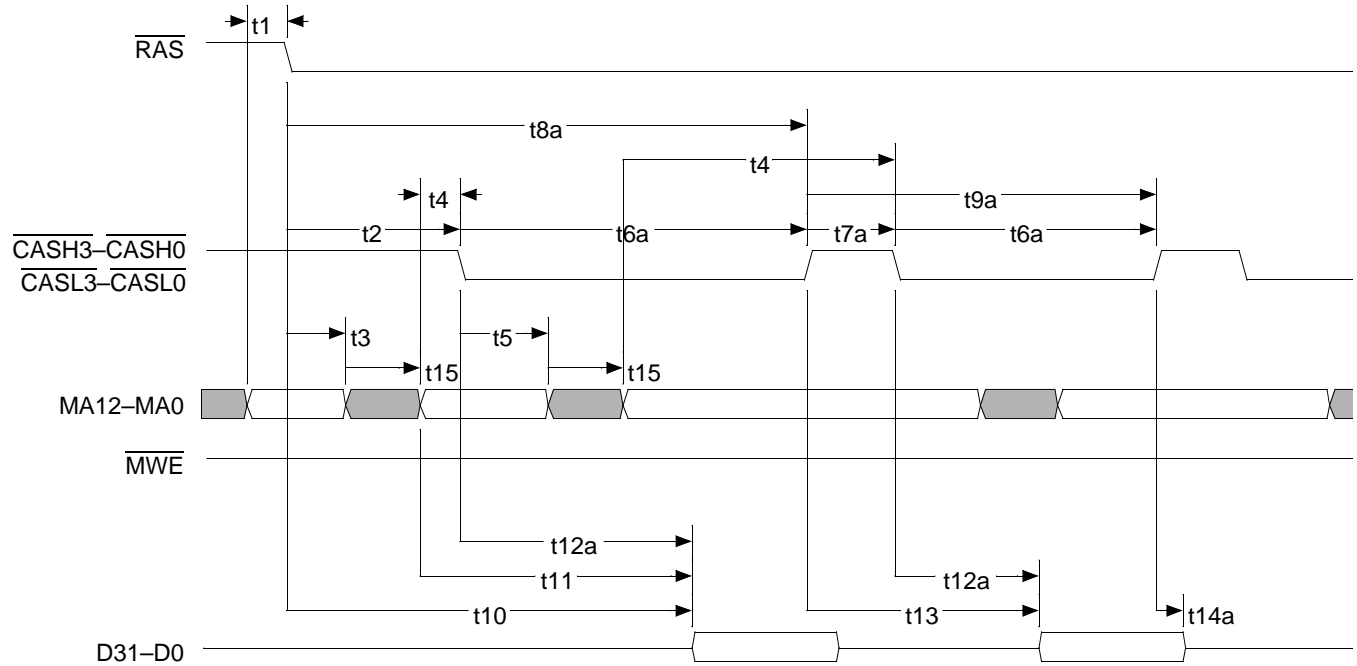 t1
RAS
t8a
t4
t4
t9a
t2
t6a
t7a
t6a
CASH3–CASH0
CASL3–CASL0
t3
t5
t15
t15
MA12–MA0
MWE
t12a
t11
t12a
t10
t13
t14a
D31–D0